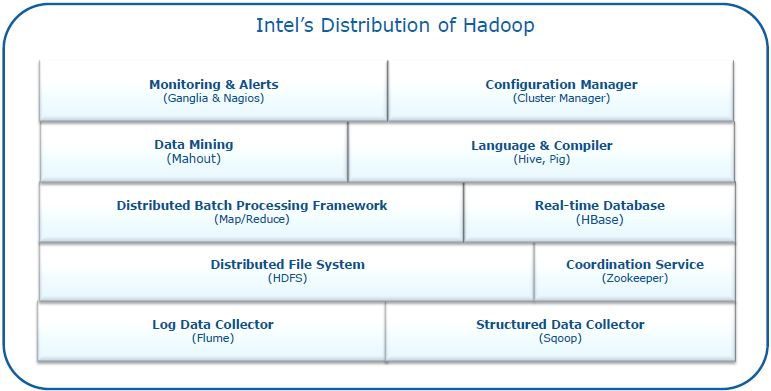 Intel’s Distribution of Hadoop
Monitoring & Alerts
(Ganglia & Nagios)
Configuration Manager
(Cluster Manager)
Data Mining
(Mahout)
Language & Compiler
(Hive, Pig)
Distributed Batch Processing Framework
(Map/Reduce)
Real-time Database
(HBase)
Distributed File System
(HDFS)
Coordination Service
(Zookeeper)
Log Data Collector
(Flume)
Structured Data Collector
(Sqoop)